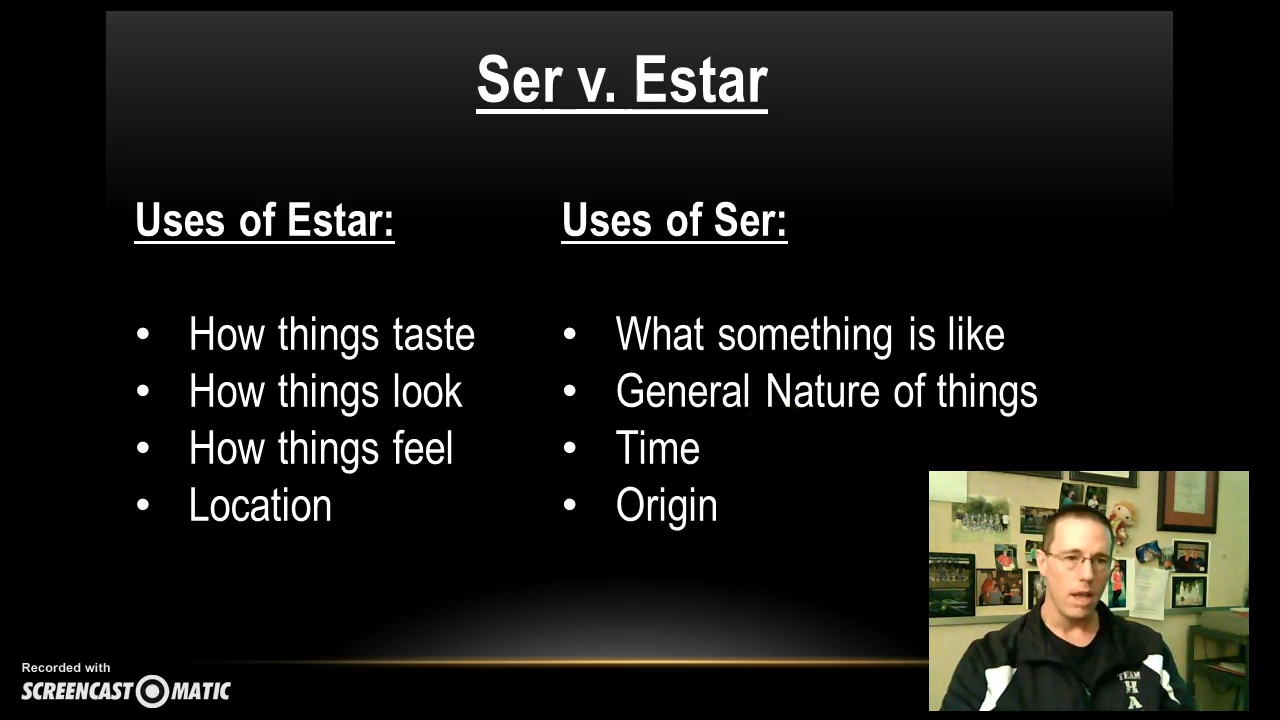 Ser v. Estar
Uses of Estar:
• How things taste
• How things look
• How things feel
• Location
Uses of Ser:
• What something is like
• General Nature of things
• Time
• Origin
Recorded with
SCREENCAST-O-MATIC
TEAM